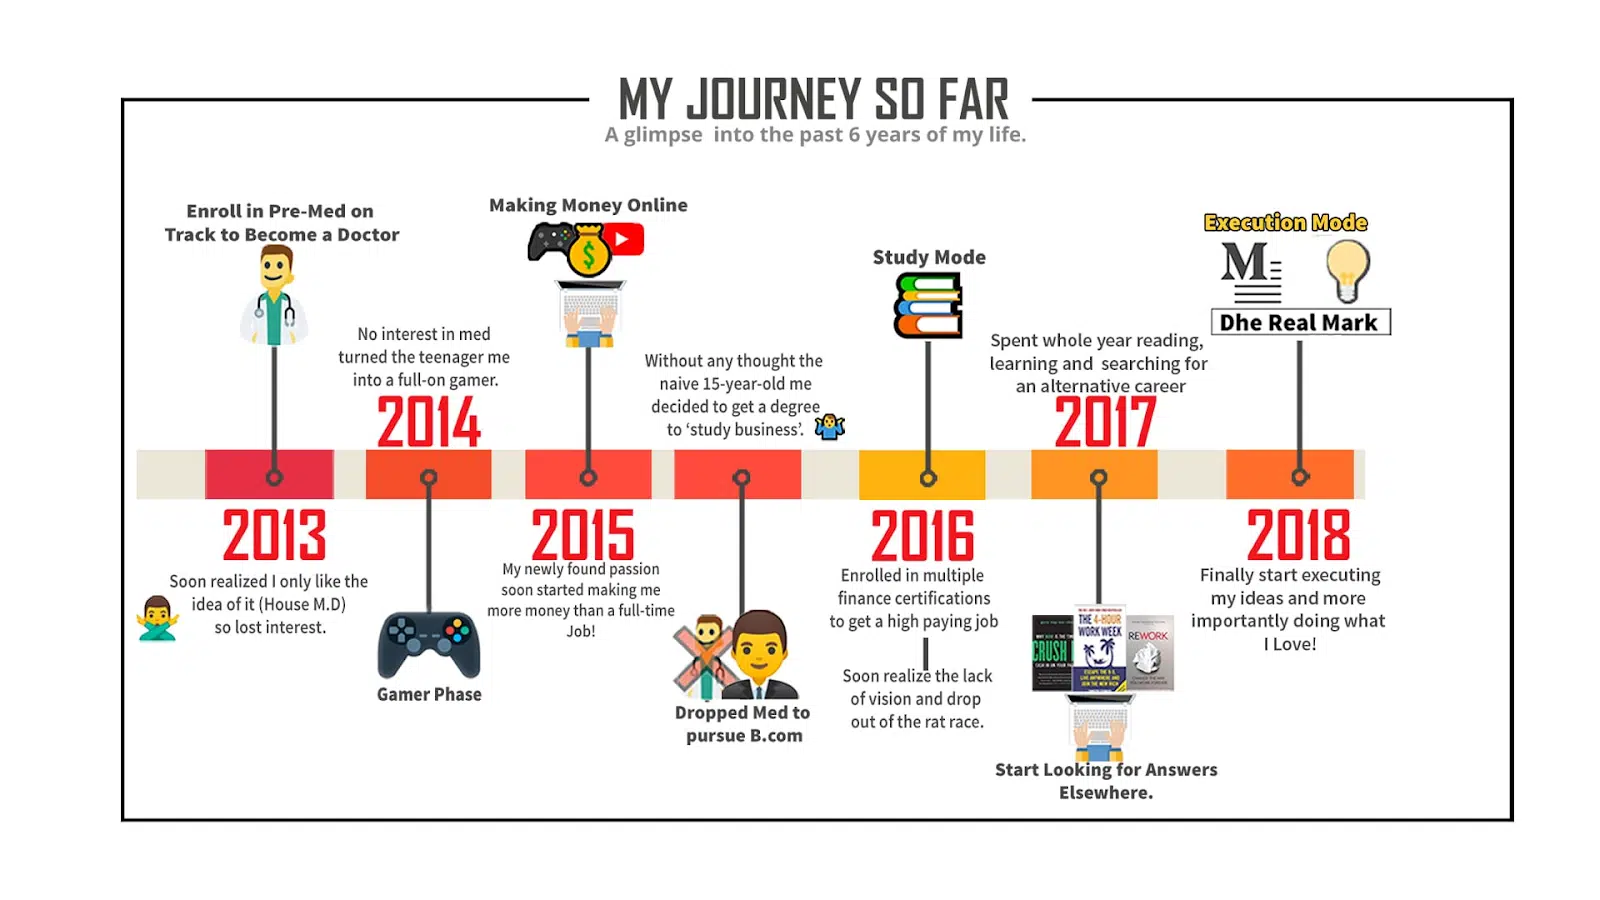 MY JOURNEY SO FAR
A glimpse into the past 6 years of my life.
Enroll in Pre-Med on
Track to Become a Doctor
2013
Soon realized I only like the
idea of it (House M.D)
so lost interest.
No interest in med
turned the teenager me
into a full-on gamer.
2014
Gamer Phase
Making Money Online
2015
My newly found passion
soon started making me
more money than a full-time
Job!
Without any thought the
naive 15-year-old me
decided to get a degree
to ‘study business’.
Dropped Med to
pursue B.com
Study Mode
2016
Enrolled in multiple
finance certifications
to get a high paying job
Soon realize the lack
of vision and drop
out of the rat race.
Spent whole year reading,
learning and searching for
an alternative career
2017
CRUSH
THE 4-HOUR
WORK WEEK
REWORK
Start Looking for Answers
Elsewhere.
Execution Mode
M
Dhe Real Mark
2018
Finally start executing
my ideas and more
importantly doing what
I Love!